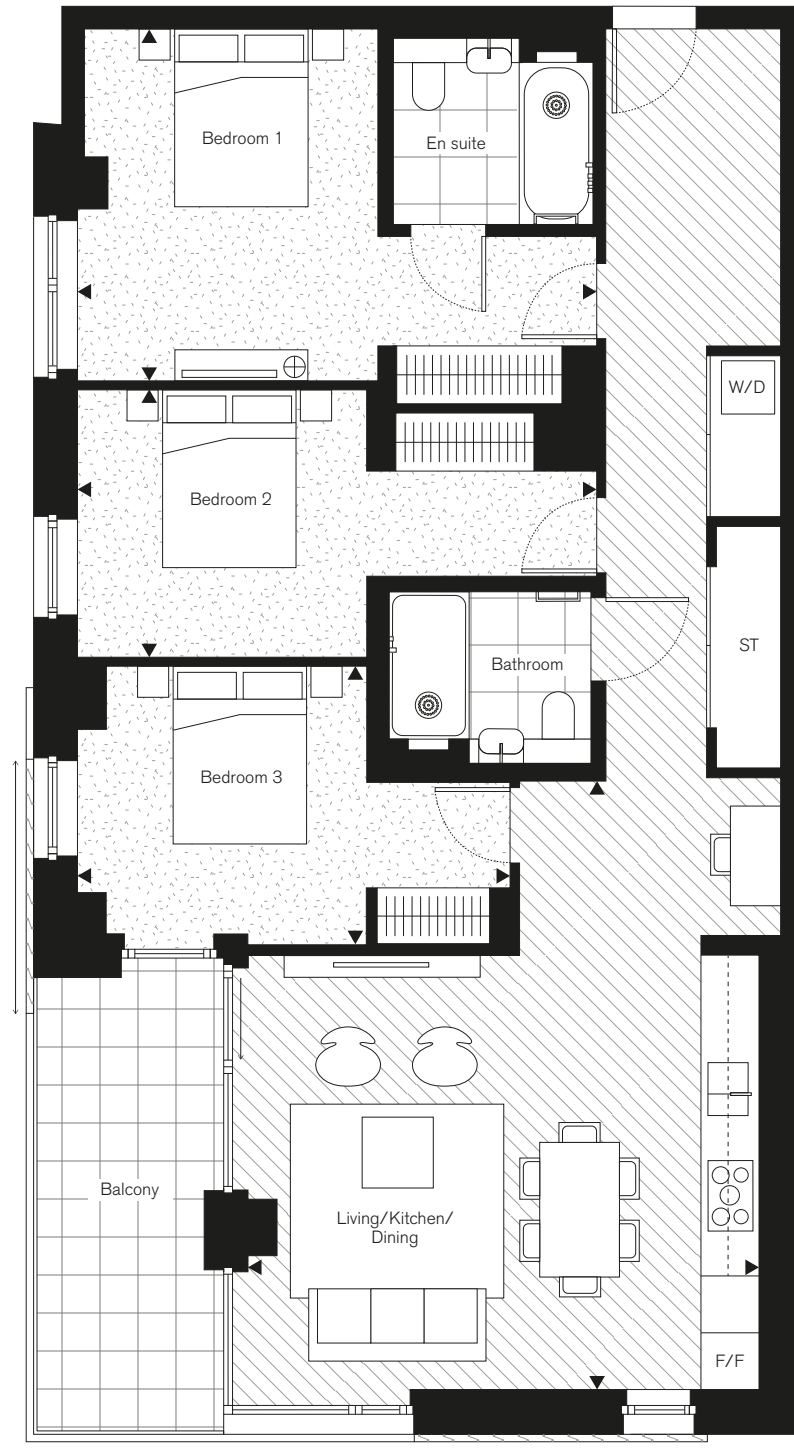 Bedroom 1
En suite
W/D
Bedroom 2
ST
Bathroom
Bedroom 3
Balcony
Living/Kitchen/
Dining
F/F